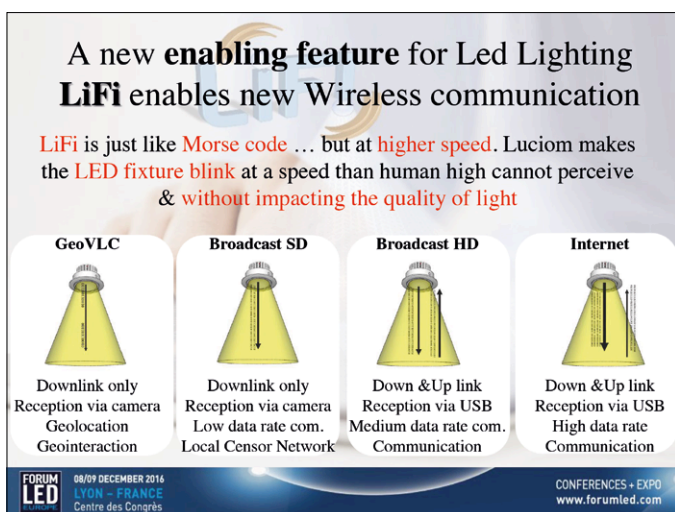 A new enabling feature for Led Lighting
LiFi enables new Wireless communication
LiFi is just like Morse code … but at higher speed. Luciom makes
the LED fixture blink at a speed than human high cannot perceive
& without impacting the quality of light
GeoVLC
Downlink only
Reception via camera
Geolocation
Geointeraction
Broadcast SD
Downlink only
Reception via camera
Low data rate com.
Local Censor Network
Broadcast HD
Down &Up link
Reception via USB
Medium data rate com.
Communication
Internet
Down &Up link
Reception via USB
High data rate
Communication
FORUM
LED
EUROPE
08/09 DECEMBER 2016
LYON – FRANCE
Centre des Congrès
CONFERENCES + EXPO
www.forumled.com
LiFi